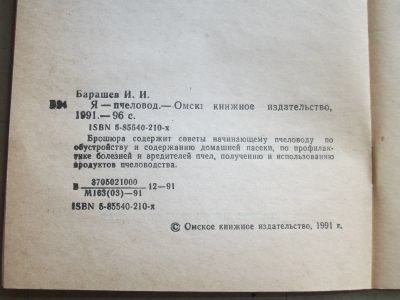 Барашев И. И.
Б24 Я — пчеловод.— Омск: книжное издательство,
1991.— 96 с.
ISBN 5-85540-210-х
Брошюра содержит советы начинающему пчеловоду по
обустройству и содержанию домашней пасеки, по профилак-
тике болезней и вредителей пчел, получению и использованию
продуктов пчеловодства.
3705021000
Б ———— 12—91
М163(03)—91
ISBN 5-85540-210-х
© Омское книжное издательство, 1991 г.